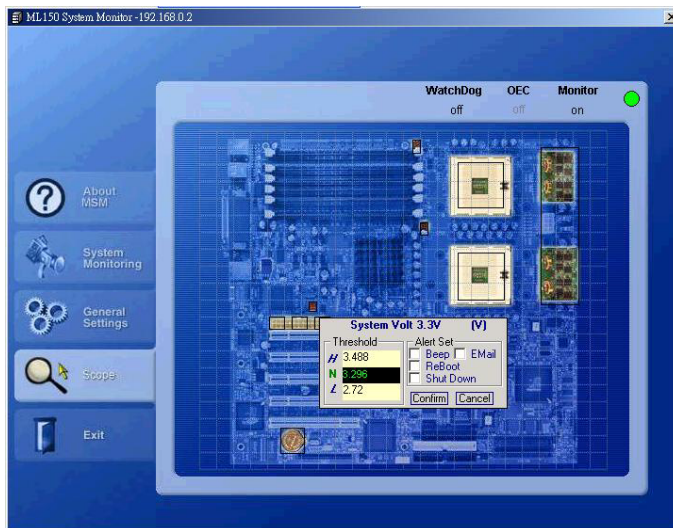 ML150 System Monitor -192.168.0.2
WatchDog OEC Monitor
off off on
About
MSM
System
Monitoring
General
Settings
Scope
Exit
System Volt 3.3V (V)
Threshold
H 3.488
N 3.296
L 2.72
Alert Set
Beep EMail
ReBoot
Shut Down
Confirm Cancel